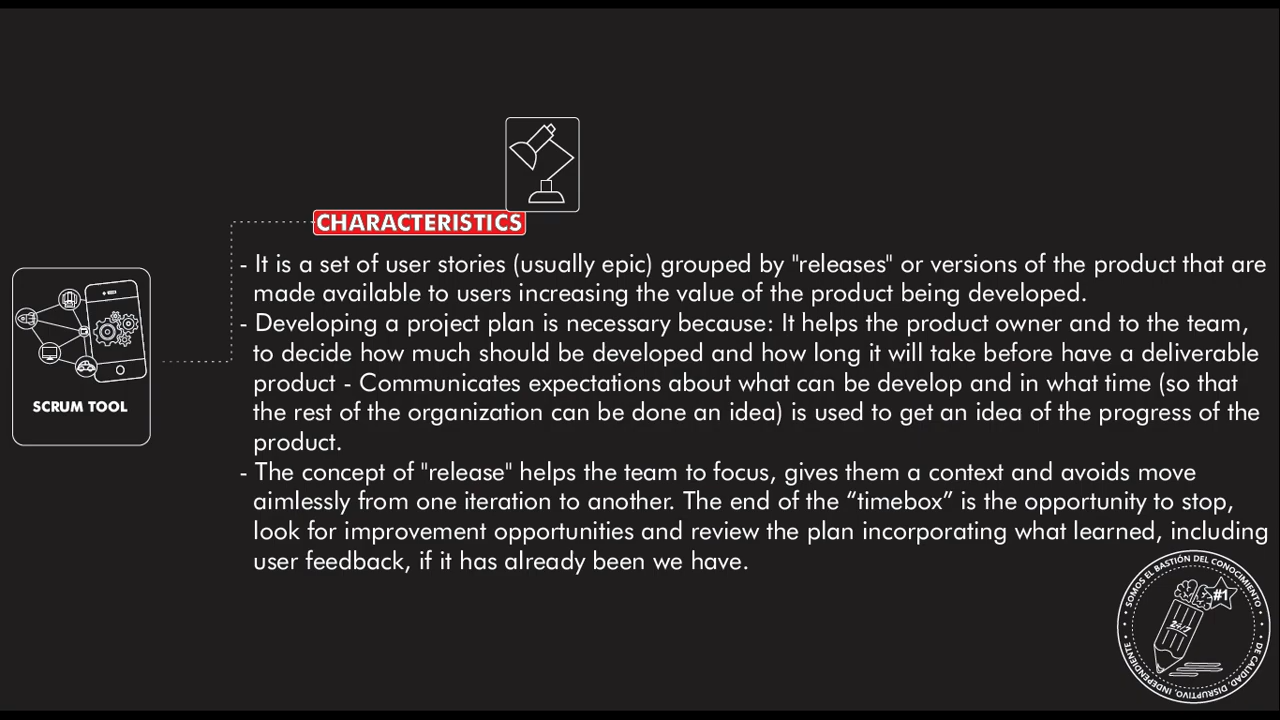 CHARACTERISTICS
- It is a set of user stories (usually epic) grouped by "releases" or versions of the product that are
made available to users increasing the value of the product being developed.
- Developing a project plan is necessary because: It helps the product owner and to the team,
to decide how much should be developed and how long it will take before have a deliverable
product - Communicates expectations about what can be develop and in what time (so that
the rest of the organization can be done an idea) is used to get an idea of the progress of the
product.
- The concept of "release" helps the team to focus, gives them a context and avoids move
aimlessly from one iteration to another. The end of the “timebox” is the opportunity to stop,
look for improvement opportunities and review the plan incorporating what learned, including
user feedback, if it has already been we have.
SCRUM TOOL
SOMOS EL BASTIÓN DEL CONOCIMIENTO
DE CALIDAD, DISRUPTIVO, INDEPENDIENTE
#1
24/7